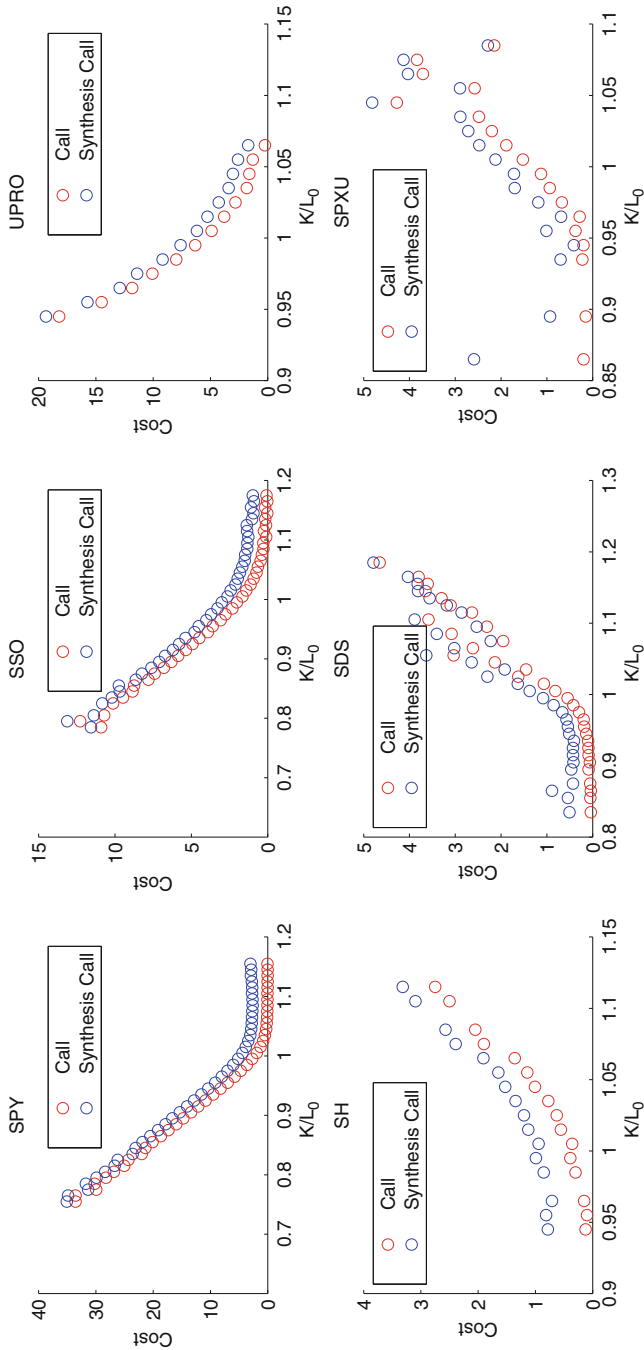 SPY
Call
Synthesis Call
Cost
40
30
20
10
0
0.7
0.8
0.9
1
1.1
1.2
K/L0
SSO
Call
Synthesis Call
Cost
15
10
5
0
0.7
0.8
0.9
1
1.1
1.2
K/L0
UPRO
Call
Synthesis Call
Cost
20
15
10
5
0
0.9
0.95
1
1.05
1.1
1.15
K/L0
SH
Call
Synthesis Call
Cost
4
3
2
1
0
0.9
0.95
1
1.05
1.1
1.15
K/L0
SDS
Call
Synthesis Call
Cost
5
4
3
2
1
0
0.8
0.9
1
1.1
1.2
1.3
K/L0
SPXU
Call
Synthesis Call
Cost
5
4
3
2
1
0
0.85
0.9
0.95
1
1.05
1.1
K/L0